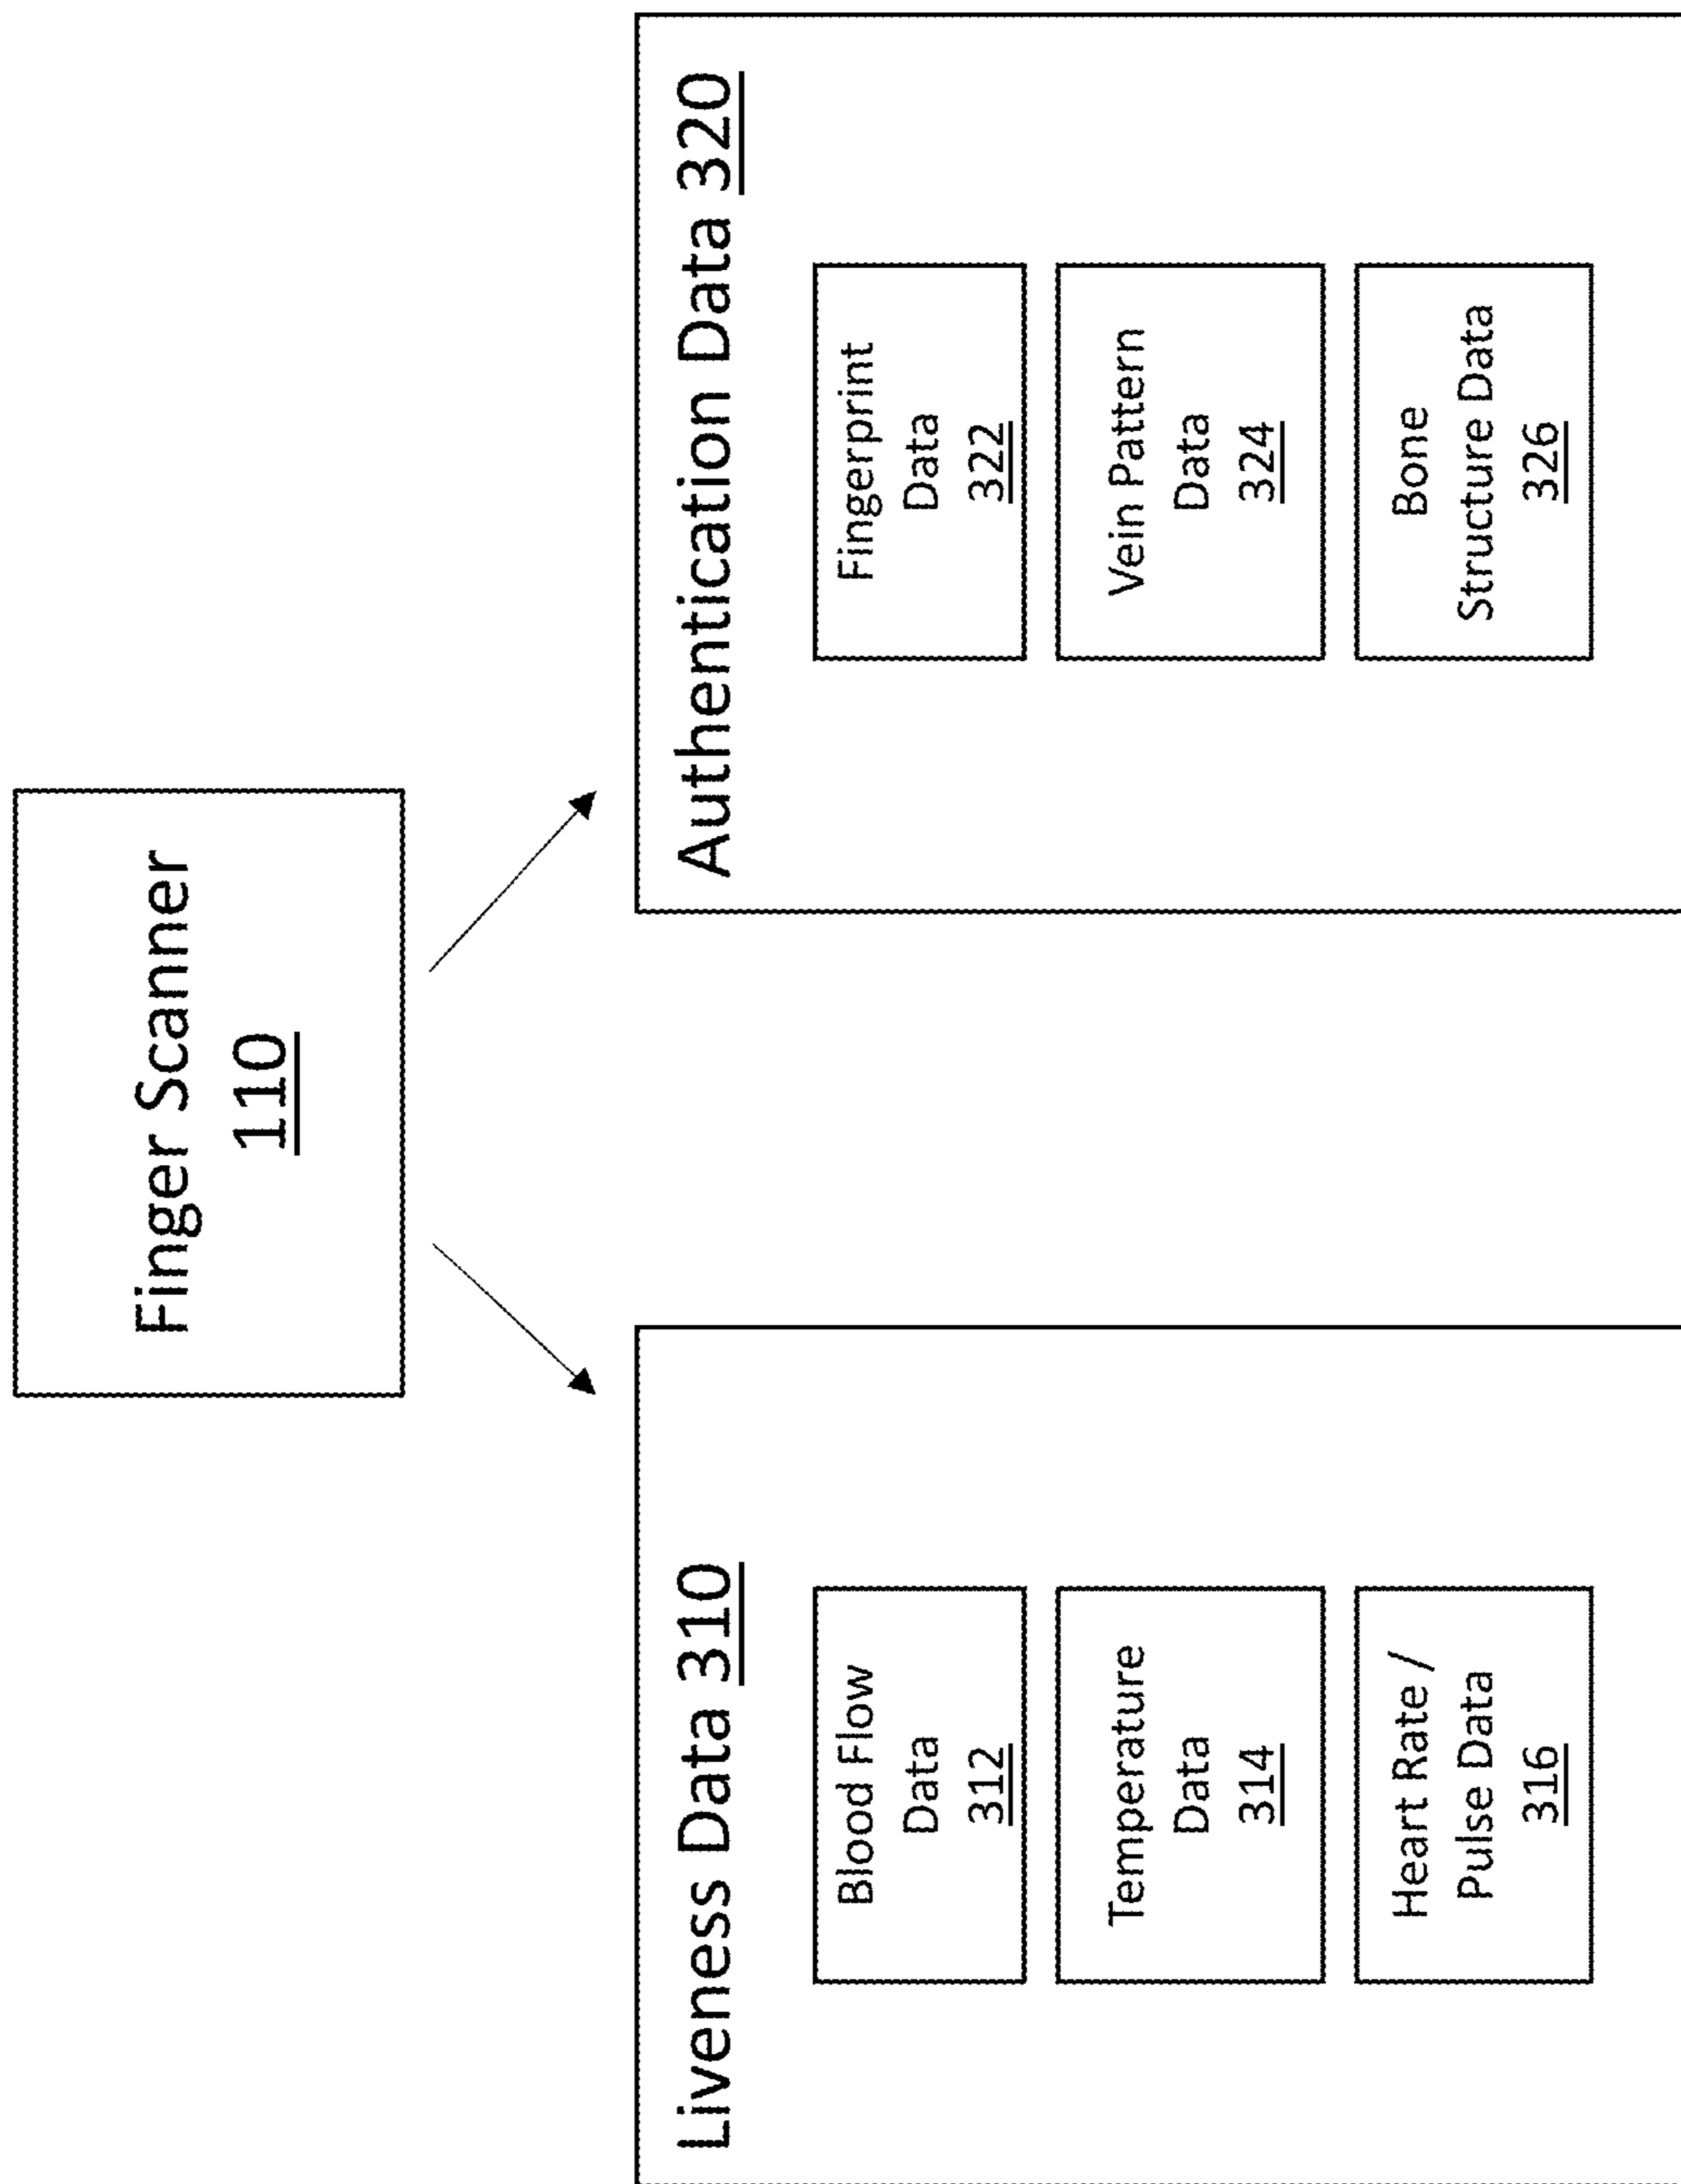 Finger Scanner
110
Liveness Data 310
Blood Flow
Data
312
Temperature
Data
314
Heart Rate /
Pulse Data
316
Authentication Data 320
Fingerprint
Data
322
Vein Pattern
Data
324
Bone
Structure Data
326